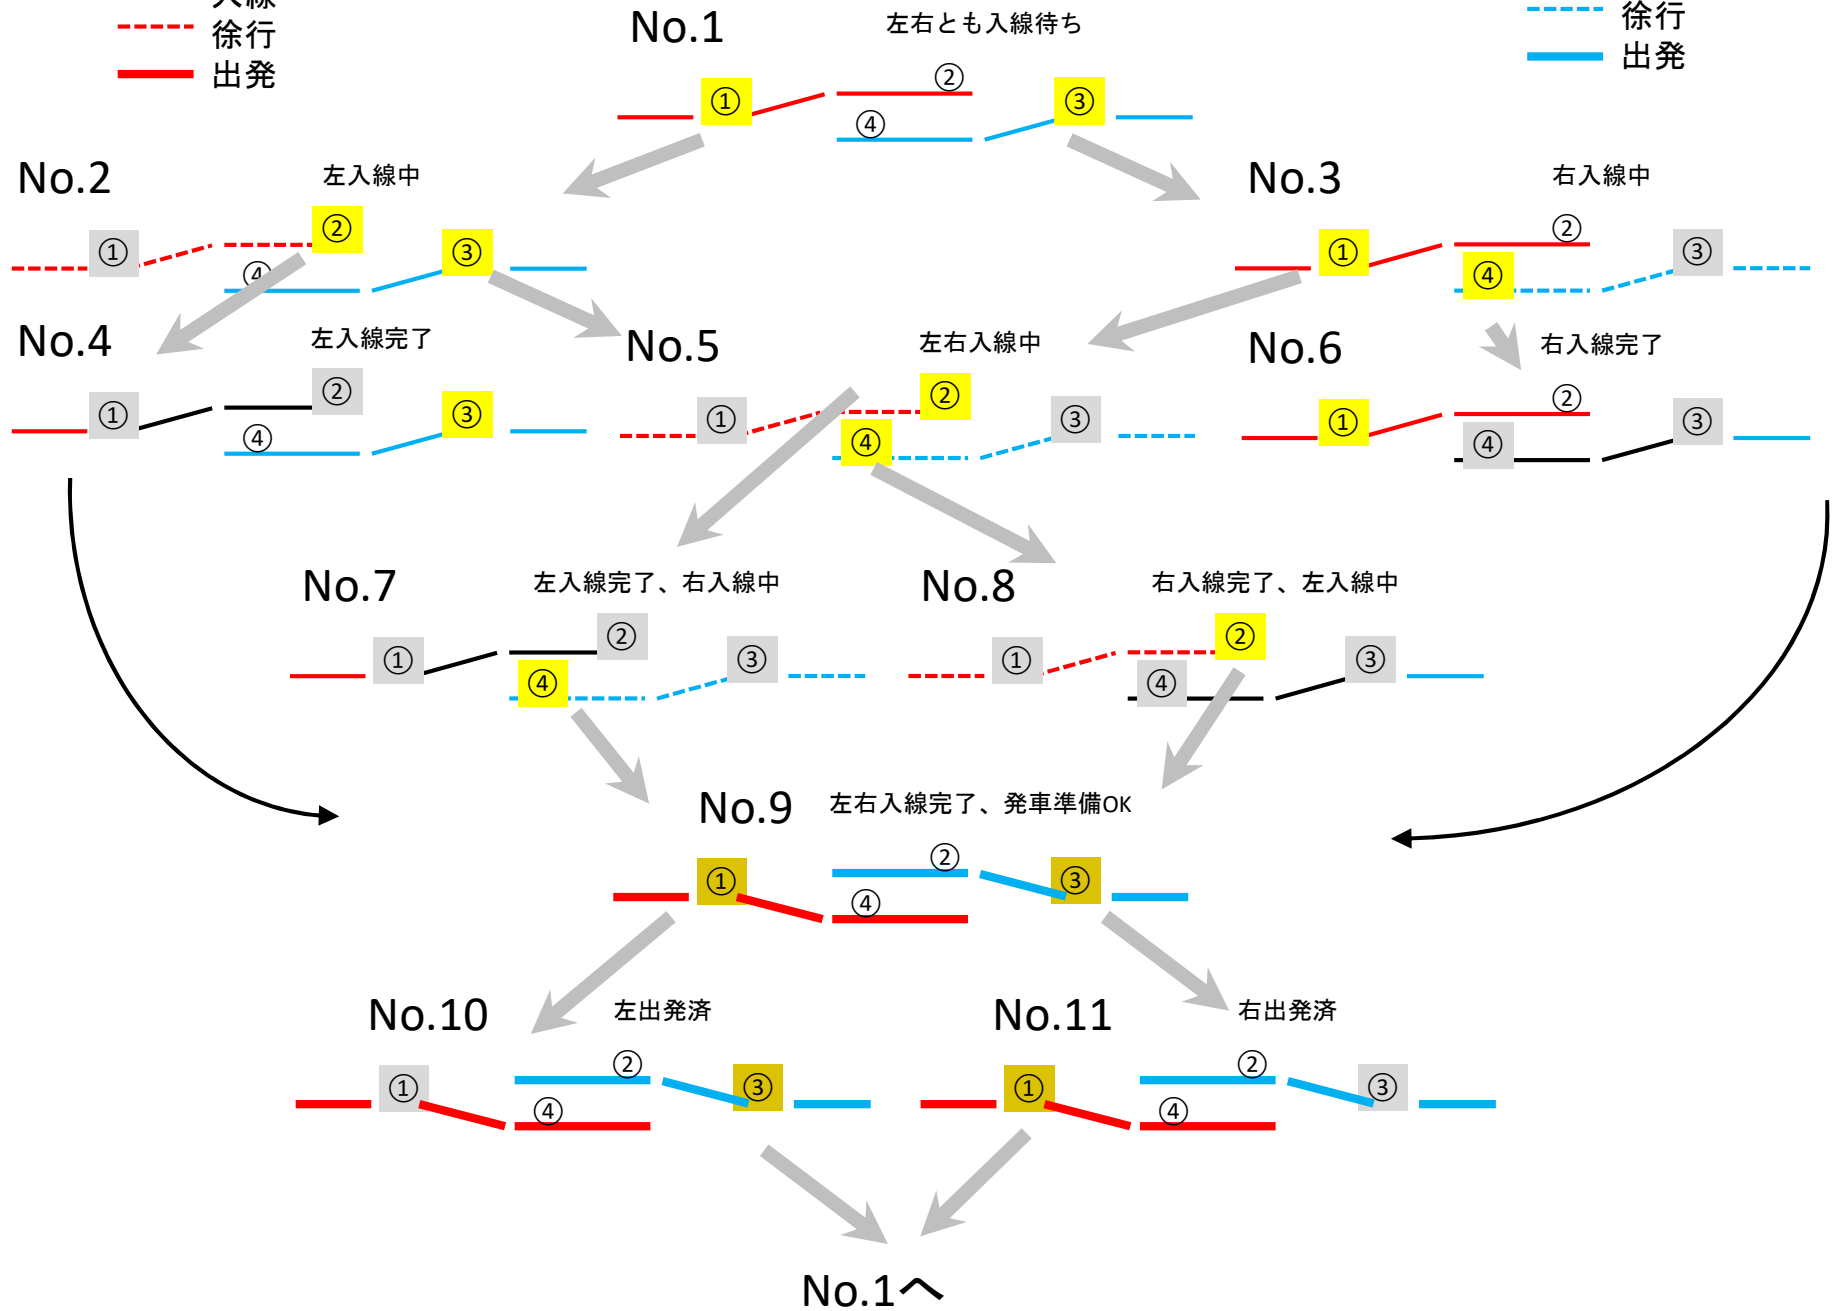 入線
徐行
出発
徐行
出発
No.1
左右とも入線待ち
①
②
③
④
No.2
左入線中
①
②
③
④
No.3
右入線中
①
②
③
④
No.4
左入線完了
①
②
③
④
No.5
左右入線中
①
②
③
④
No.6
右入線完了
①
②
③
④
No.7
左入線完了、右入線中
①
②
③
④
No.8
右入線完了、左入線中
①
②
③
④
No.9
左右入線完了、発車準備OK
①
②
③
④
No.10
左出発済
①
②
③
④
No.11
右出発済
①
②
③
④
No.1へ